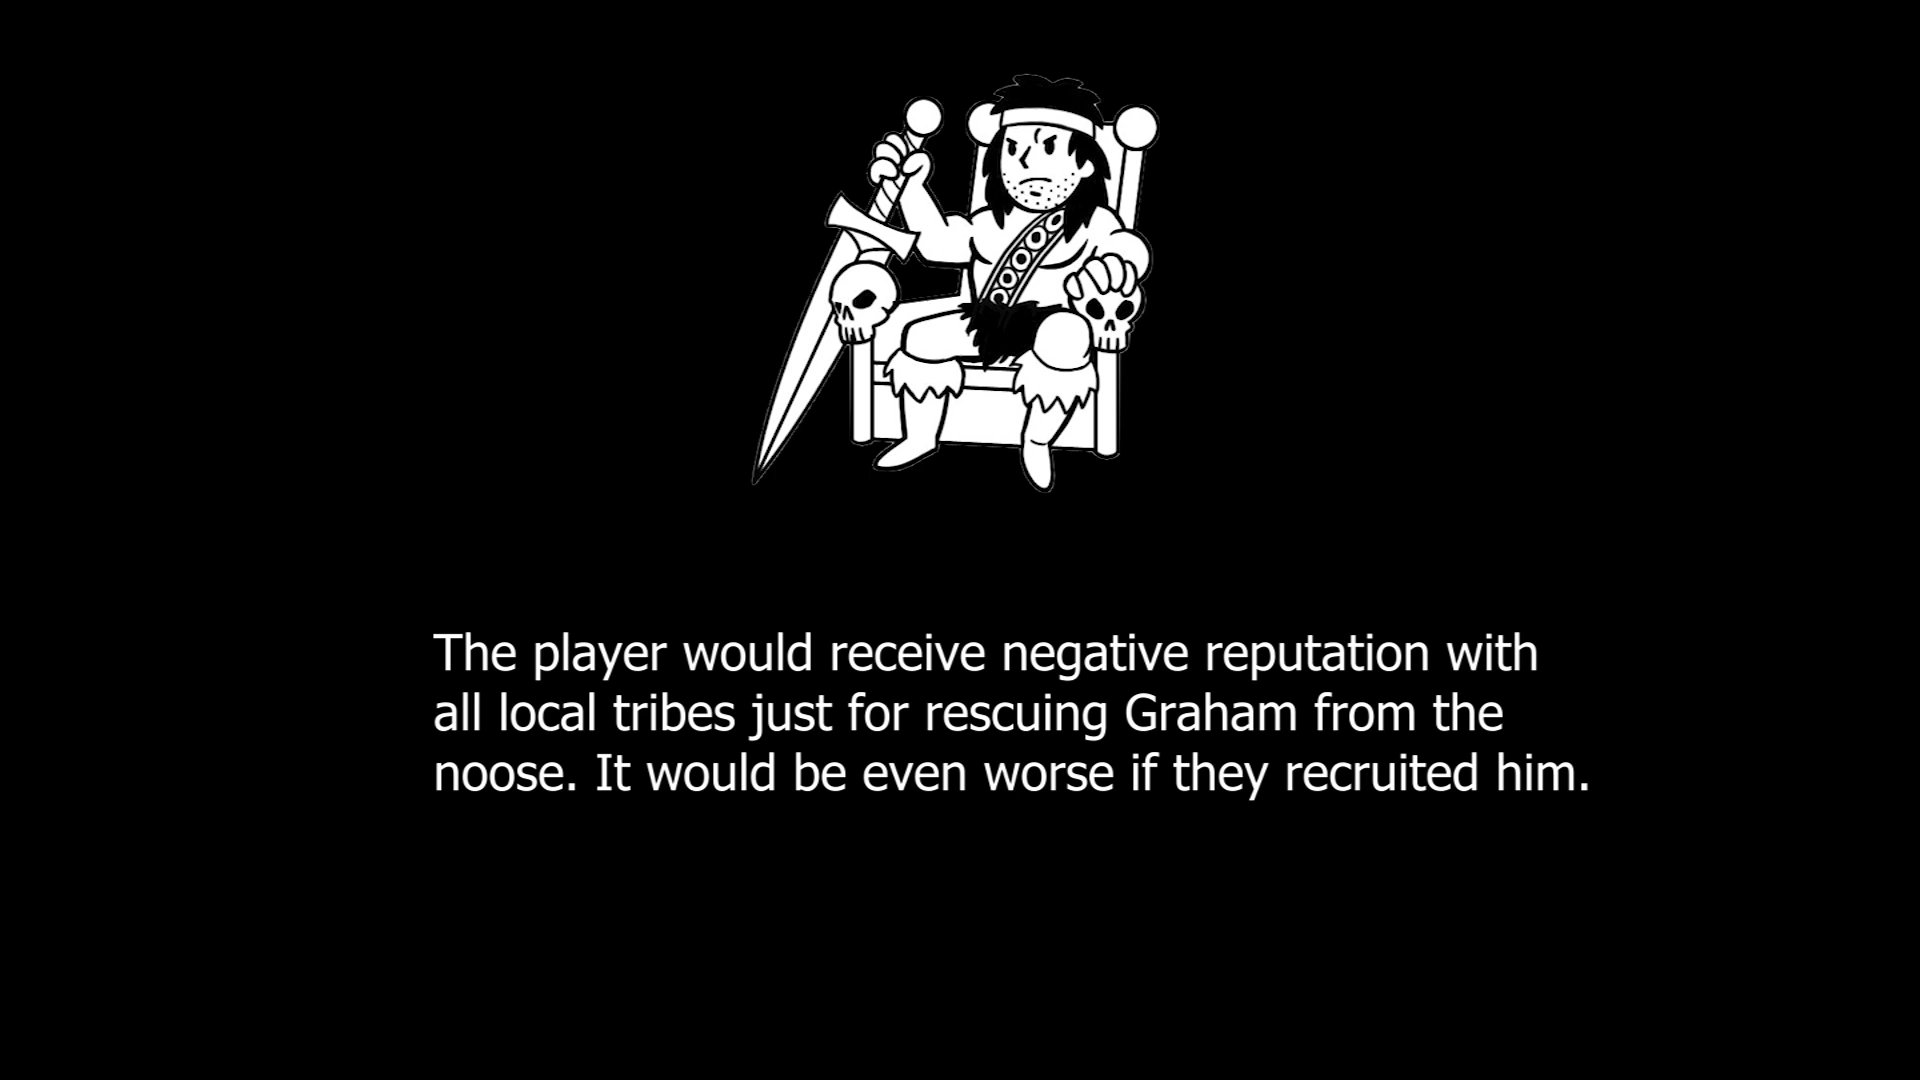 The player would receive negative reputation with
all local tribes just for rescuing Graham from the
noose. It would be even worse if they recruited him.